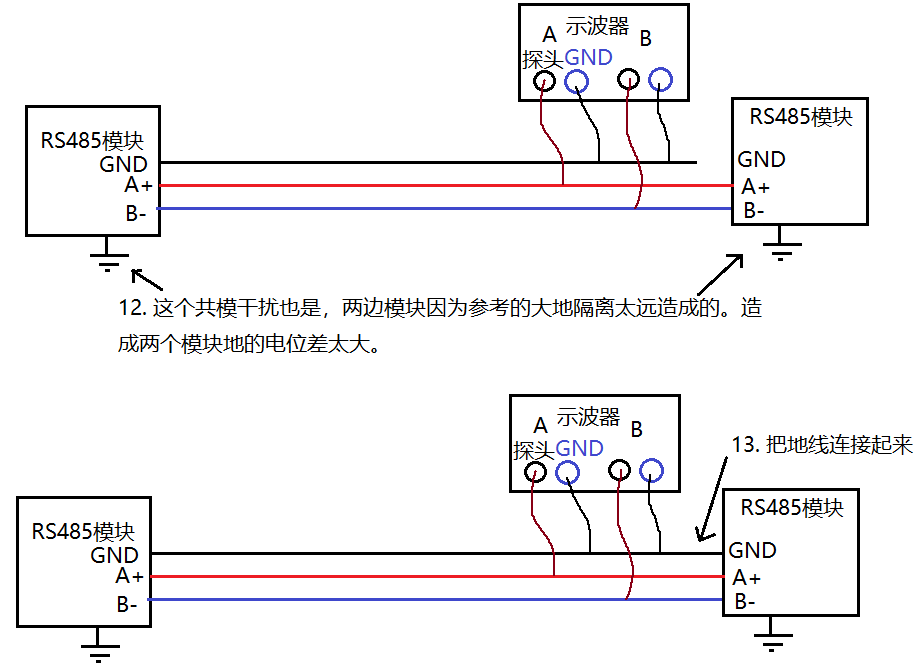 A 示波器 B
探头 GND
RS485模块
GND
A+
B-
RS485模块
GND
A+
B-
12. 这个共模干扰也是，两边模块因为参考的大地隔离太远造成的。造
成两个模块地的电位差太大。
A 示波器 B
探头 GND
13. 把地线连接起来
RS485模块
GND
A+
B-
RS485模块
GND
A+
B-